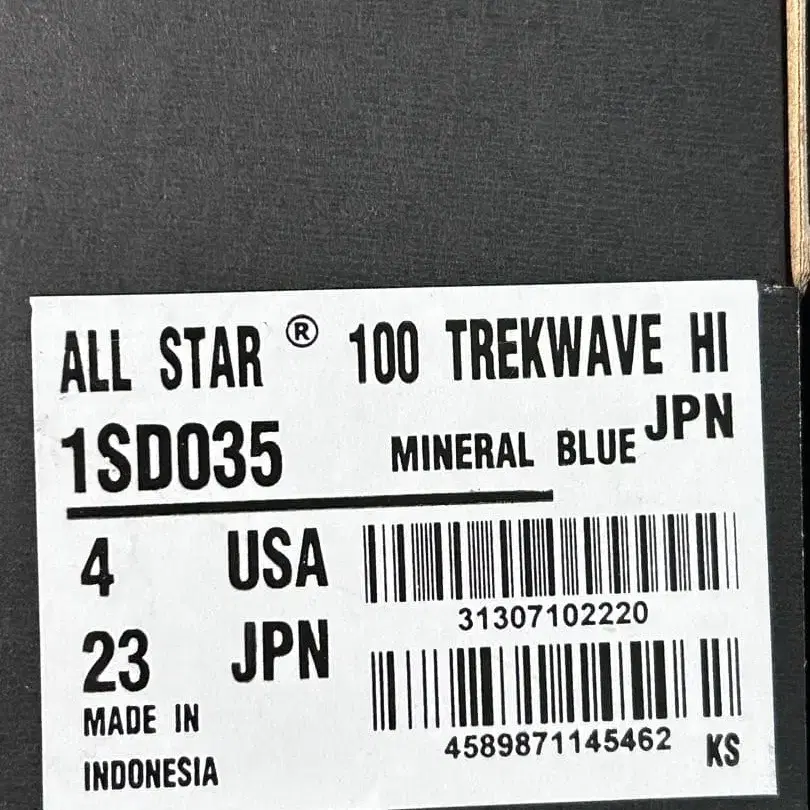 ALL STAR ® 100 TREKWAVE HI
1SD035 MINERAL BLUE JPN
4 USA
31307102220
23 JPN
MADE IN
INDONESIA
4589871145462 KS